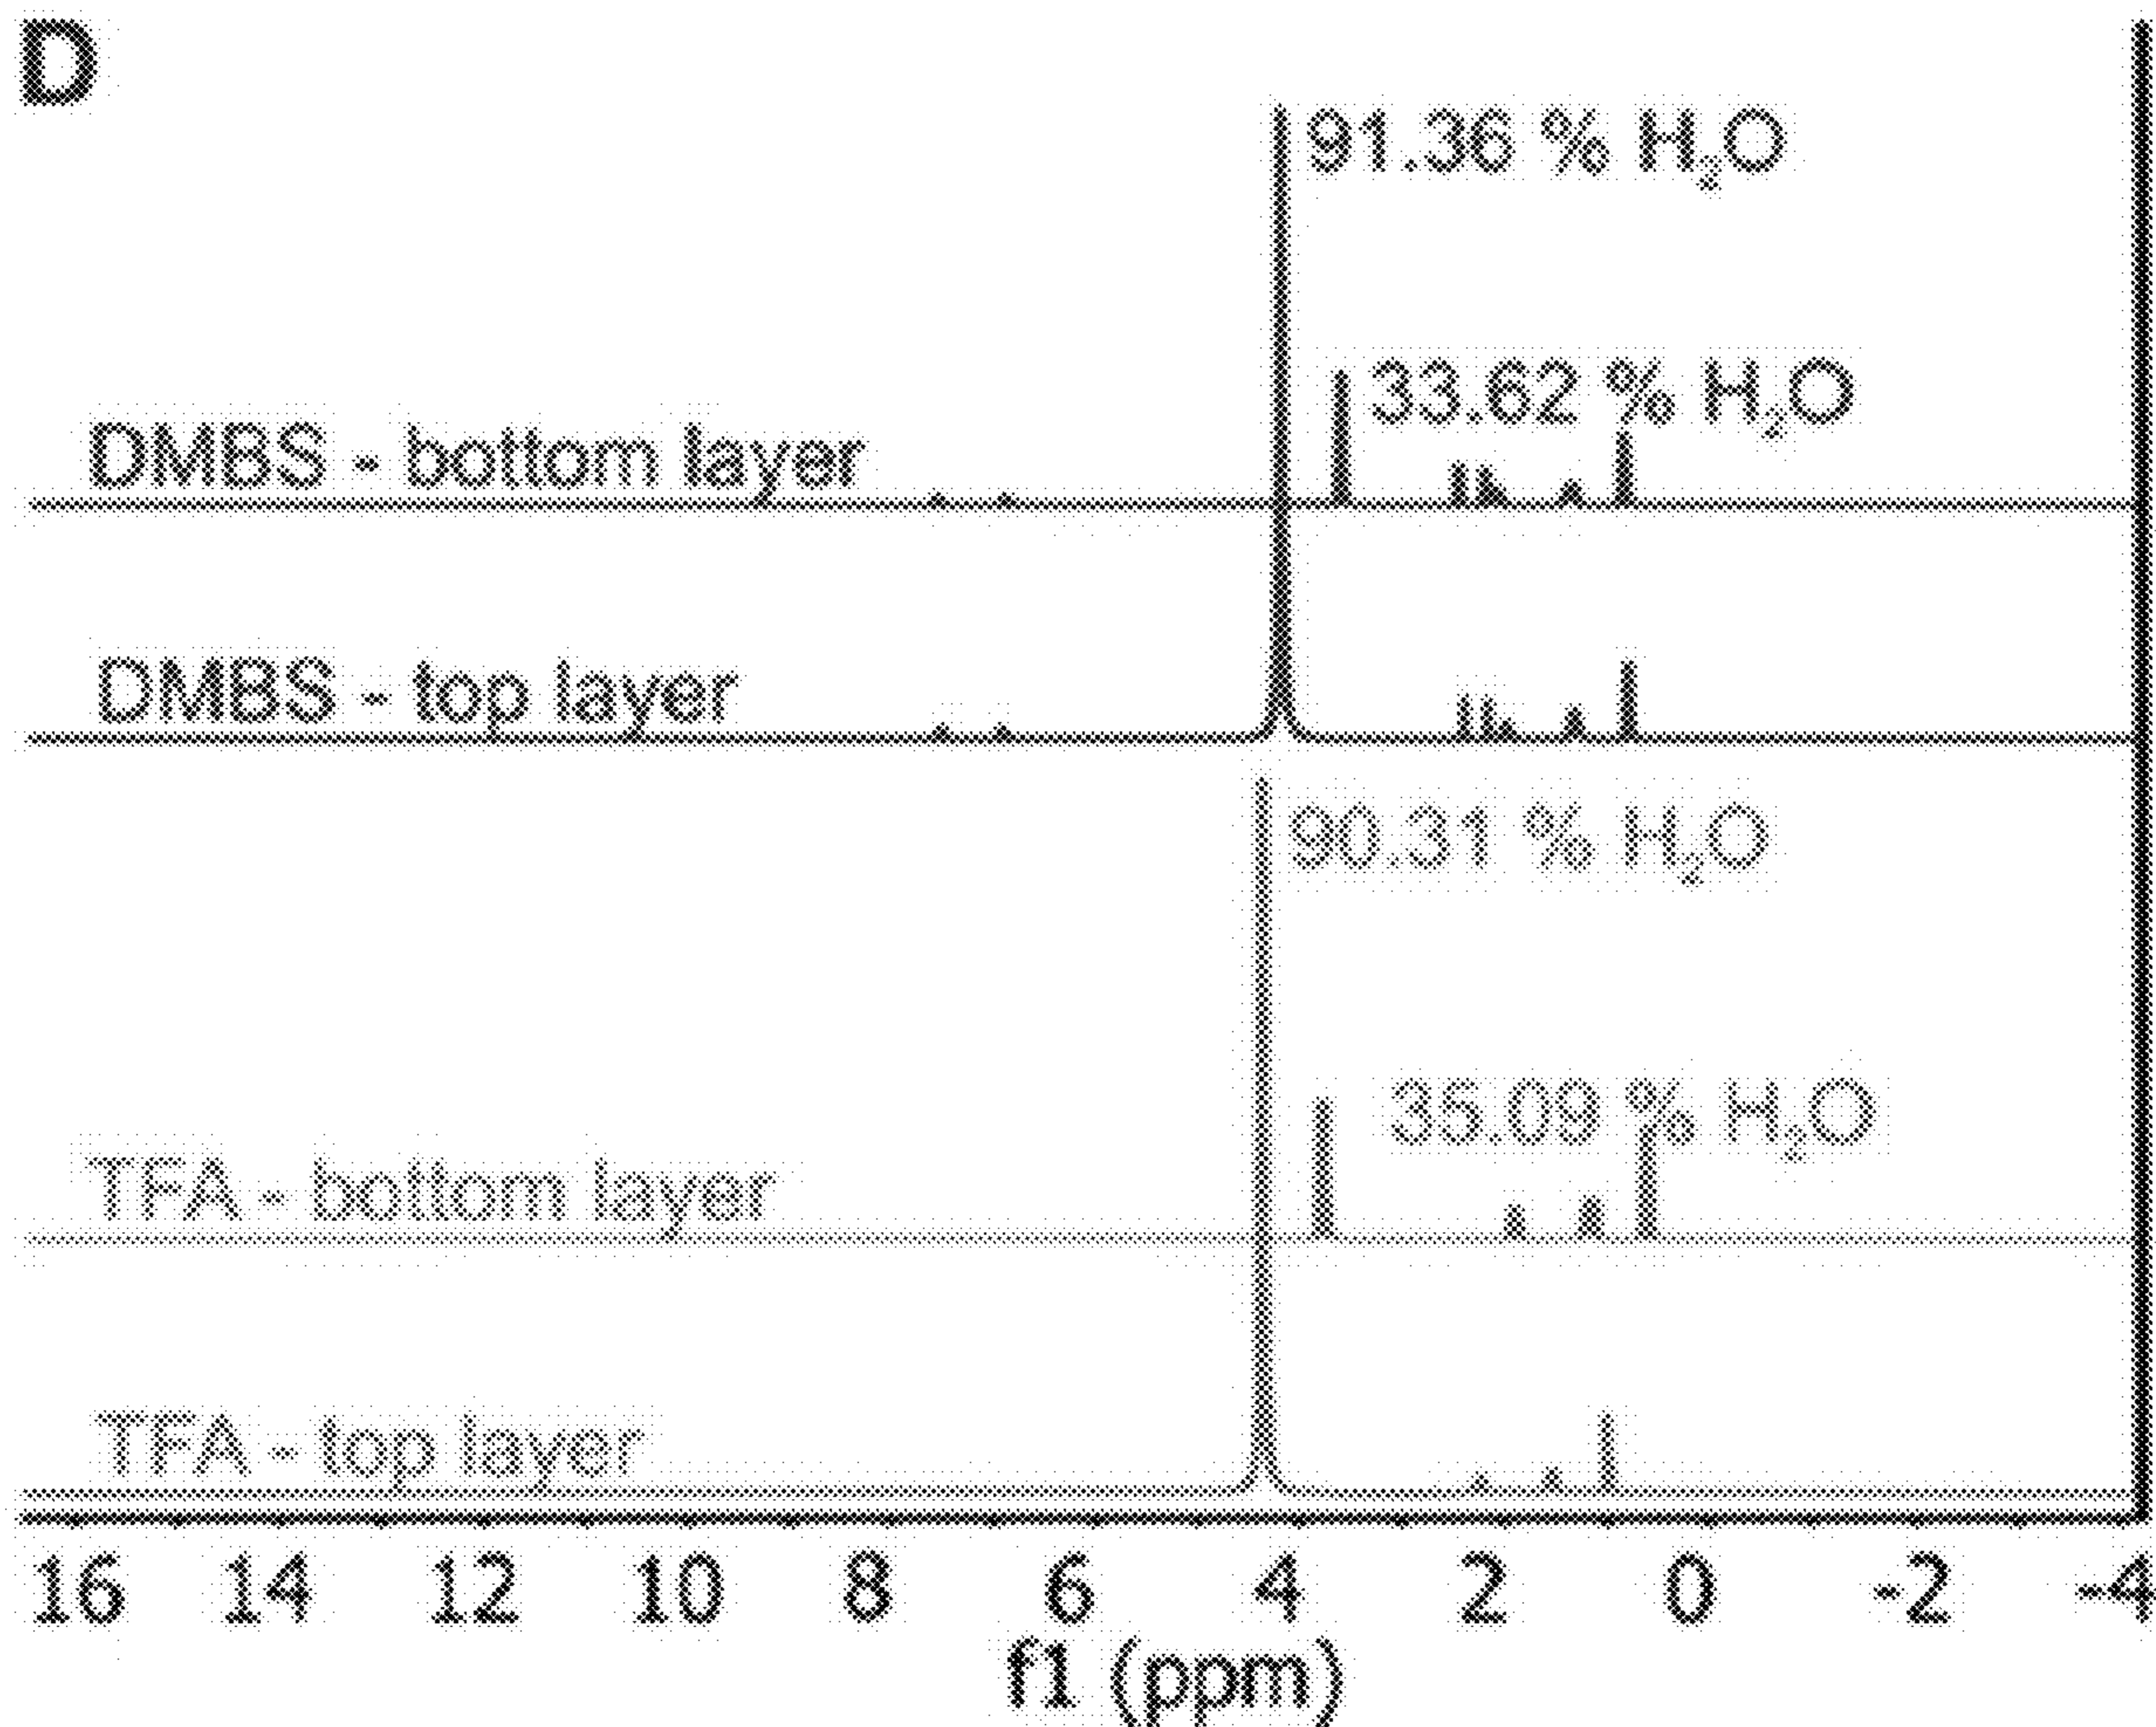 D
91.36 % H₂O
33.62 % H₂O
DMBS - bottom layer
DMBS - top layer
90.31 % H₂O
35.09 % H₂O
TFA - bottom layer
TFA - top layer
16 14 12 10 8 6 4 2 0 -2 -4
f1 (ppm)